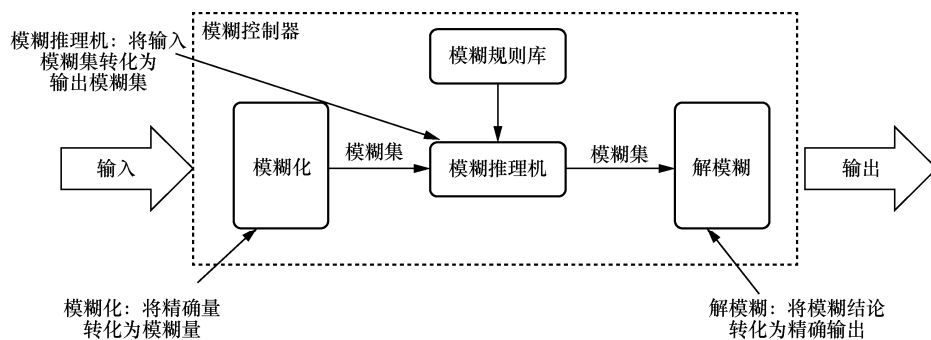 模糊控制器
模糊推理机：将输入
模糊集转化为
输出模糊集
模糊规则库
输入
模糊化
模糊集
模糊推理机
模糊集
解模糊
输出
模糊化：将精确量
转化为模糊量
解模糊：将模糊结论
转化为精确输出